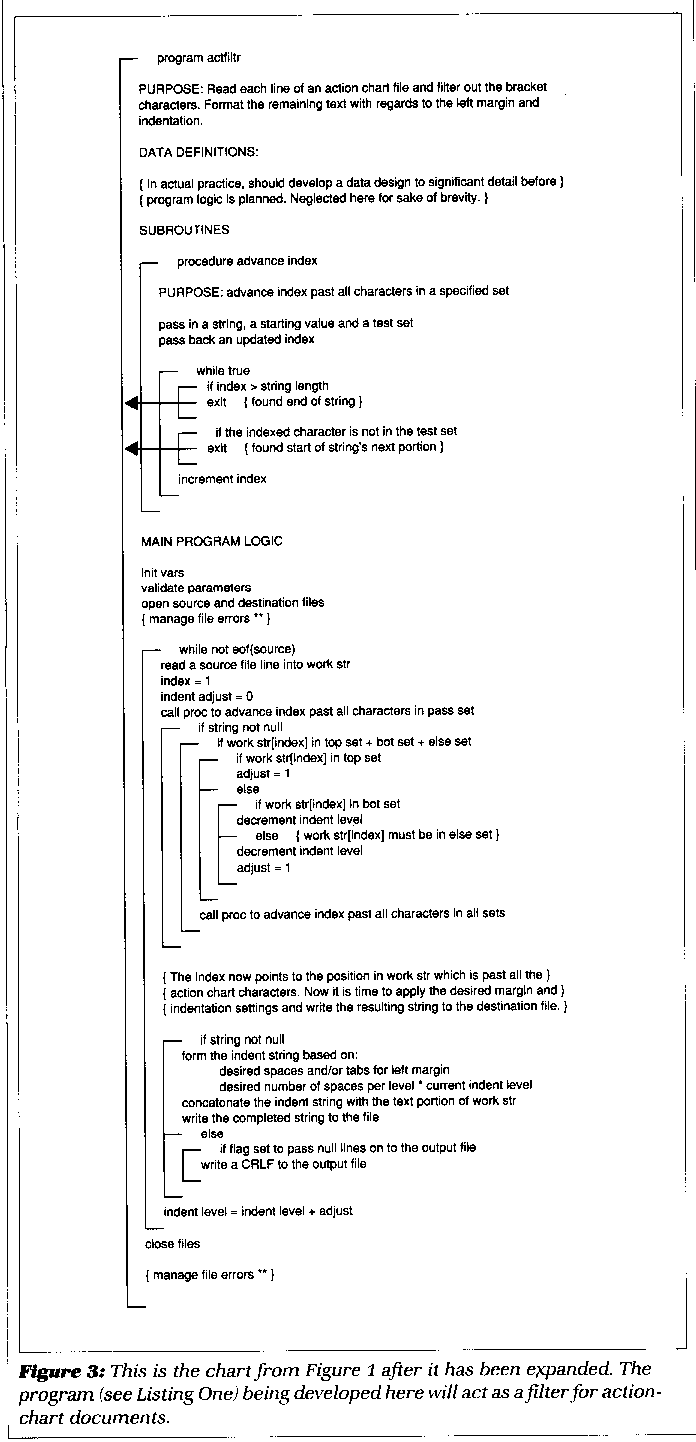 program actfiltr
PURPOSE: Read each line of an action chart file and filter out the bracket
characters. Format the remaining text with regards to the left margin and
indentation.
DATA DEFINITIONS:
{ In actual practice, should develop a data design to significant detail before }
{ program logic is planned. Neglected here for sake of brevity. }
SUBROUTINES
procedure advance index
PURPOSE: advance index past all characters in a specified set
pass in a string, a starting value and a test set
pass back an updated index
while true
if index > string length
exit { found end of string }
if the indexed character is not in the test set
exit { found start of string's next portion }
increment index
MAIN PROGRAM LOGIC
Init vars
validate parameters
open source and destination files
{ manage file errors ** }
while not eof(source)
read a source file line into work str
index = 1
indent adjust = 0
call proc to advance index past all characters in pass set
if string not null
if work str[index] in top set + bot set + else set
if work str[index] in top set
adjust = 1
else
if work str[index] in bot set
decrement indent level
else { work str[index] must be in else set }
decrement indent level
adjust = 1
call proc to advance index past all characters in all sets
{ The index now points to the position in work str which is past all the }
{ action chart characters. Now it is time to apply the desired margin and }
{ indentation settings and write the resulting string to the destination file. }
if string not null
form the indent string based on:
desired spaces and/or tabs for left margin
desired number of spaces per level * current indent level
concatonate the indent string with the text portion of work str
write the completed string to the file
else
if flag set to pass null lines on to the output file
write a CRLF to the output file
indent level = indent level + adjust
close files
{ manage file errors ** }
Figure 3: This is the chart from Figure 1 after it has been expanded. The
program (see Listing One) being developed here will act as a filter for action-
chart documents.